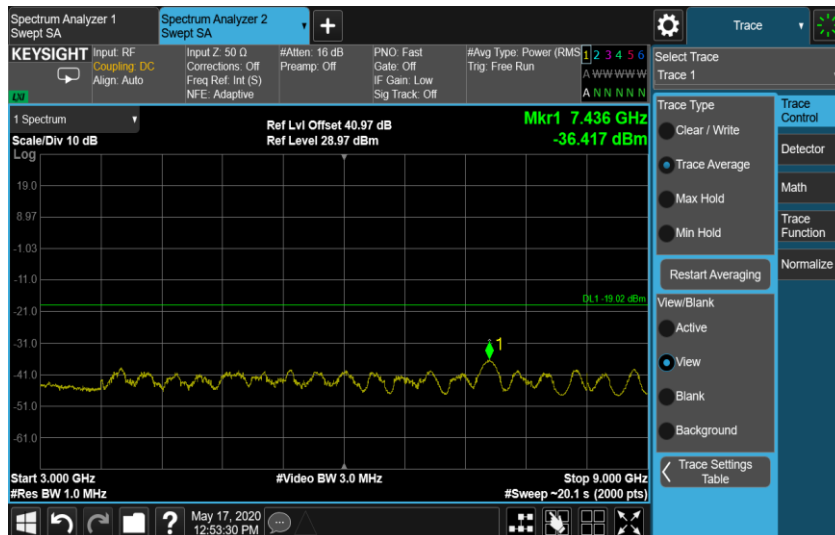 Spectrum Analyzer 1
Swept SA
Spectrum Analyzer 2
Swept SA
Trace
KEYSIGHT
LXI
Input: RF
Coupling: DC
Align: Auto
Input Z: 50 Ω
Corrections: Off
Freq Ref: Int (S)
NFE: Adaptive
#Atten: 16 dB
Preamp: Off
PNO: Fast
Gate: Off
IF Gain: Low
Sig Track: Off
#Avg Type: Power (RMS
Trig: Free Run
1 2 3 4 5 6
A W W W W W
A N N N N N
Select Trace
Trace 1
1 Spectrum
Scale/Div 10 dB
Log
Ref Lvl Offset 40.97 dB
Ref Level 28.97 dBm
Mkr1 7.436 GHz
-36.417 dBm
19.0
8.97
-1.03
-11.0
-21.0
-31.0
-41.0
-51.0
-61.0
DL1 -19.02 dBm
1
Start 3.000 GHz
#Res BW 1.0 MHz
#Video BW 3.0 MHz
Stop 9.000 GHz
#Sweep ~20.1 s (2000 pts)
Trace Type
Clear / Write
Trace Average
Max Hold
Min Hold
Restart Averaging
View/Blank
Active
View
Blank
Background
Trace Settings
Table
Trace
Control
Detector
Math
Trace
Function
Normalize
?
May 17, 2020
12:53:30 PM